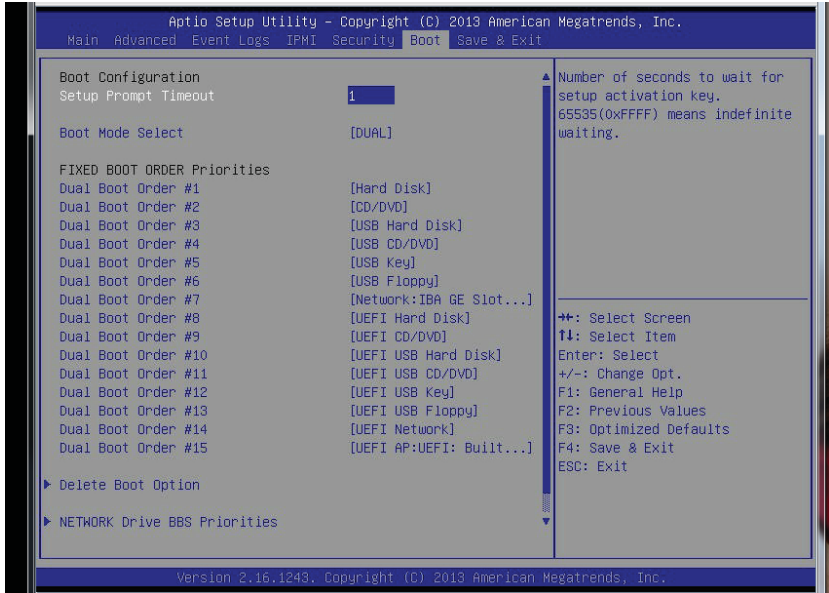 Aptio Setup Utility – Copyright (C) 2013 American Megatrends, Inc.
Main Advanced Event Logs IPMI Security Boot Save & Exit
Boot Configuration
Setup Prompt Timeout 1
Boot Mode Select [DUAL]
FIXED BOOT ORDER Priorities
Dual Boot Order #1 [Hard Disk]
Dual Boot Order #2 [CD/DVD]
Dual Boot Order #3 [USB Hard Disk]
Dual Boot Order #4 [USB CD/DVD]
Dual Boot Order #5 [USB Key]
Dual Boot Order #6 [USB Floppy]
Dual Boot Order #7 [Network:IBA GE Slot...]
Dual Boot Order #8 [UEFI Hard Disk]
Dual Boot Order #9 [UEFI CD/DVD]
Dual Boot Order #10 [UEFI USB Hard Disk]
Dual Boot Order #11 [UEFI USB CD/DVD]
Dual Boot Order #12 [UEFI USB Key]
Dual Boot Order #13 [UEFI USB Floppy]
Dual Boot Order #14 [UEFI Network]
Dual Boot Order #15 [UEFI AP:UEFI: Built...]
Delete Boot Option
NETWORK Drive BBS Priorities
Number of seconds to wait for
setup activation key.
65535(0xFFFF) means indefinite
waiting.
→←: Select Screen
↑↓: Select Item
Enter: Select
+/-: Change Opt.
F1: General Help
F2: Previous Values
F3: Optimized Defaults
F4: Save & Exit
ESC: Exit
Version 2.16.1243. Copyright (C) 2013 American Megatrends, Inc.